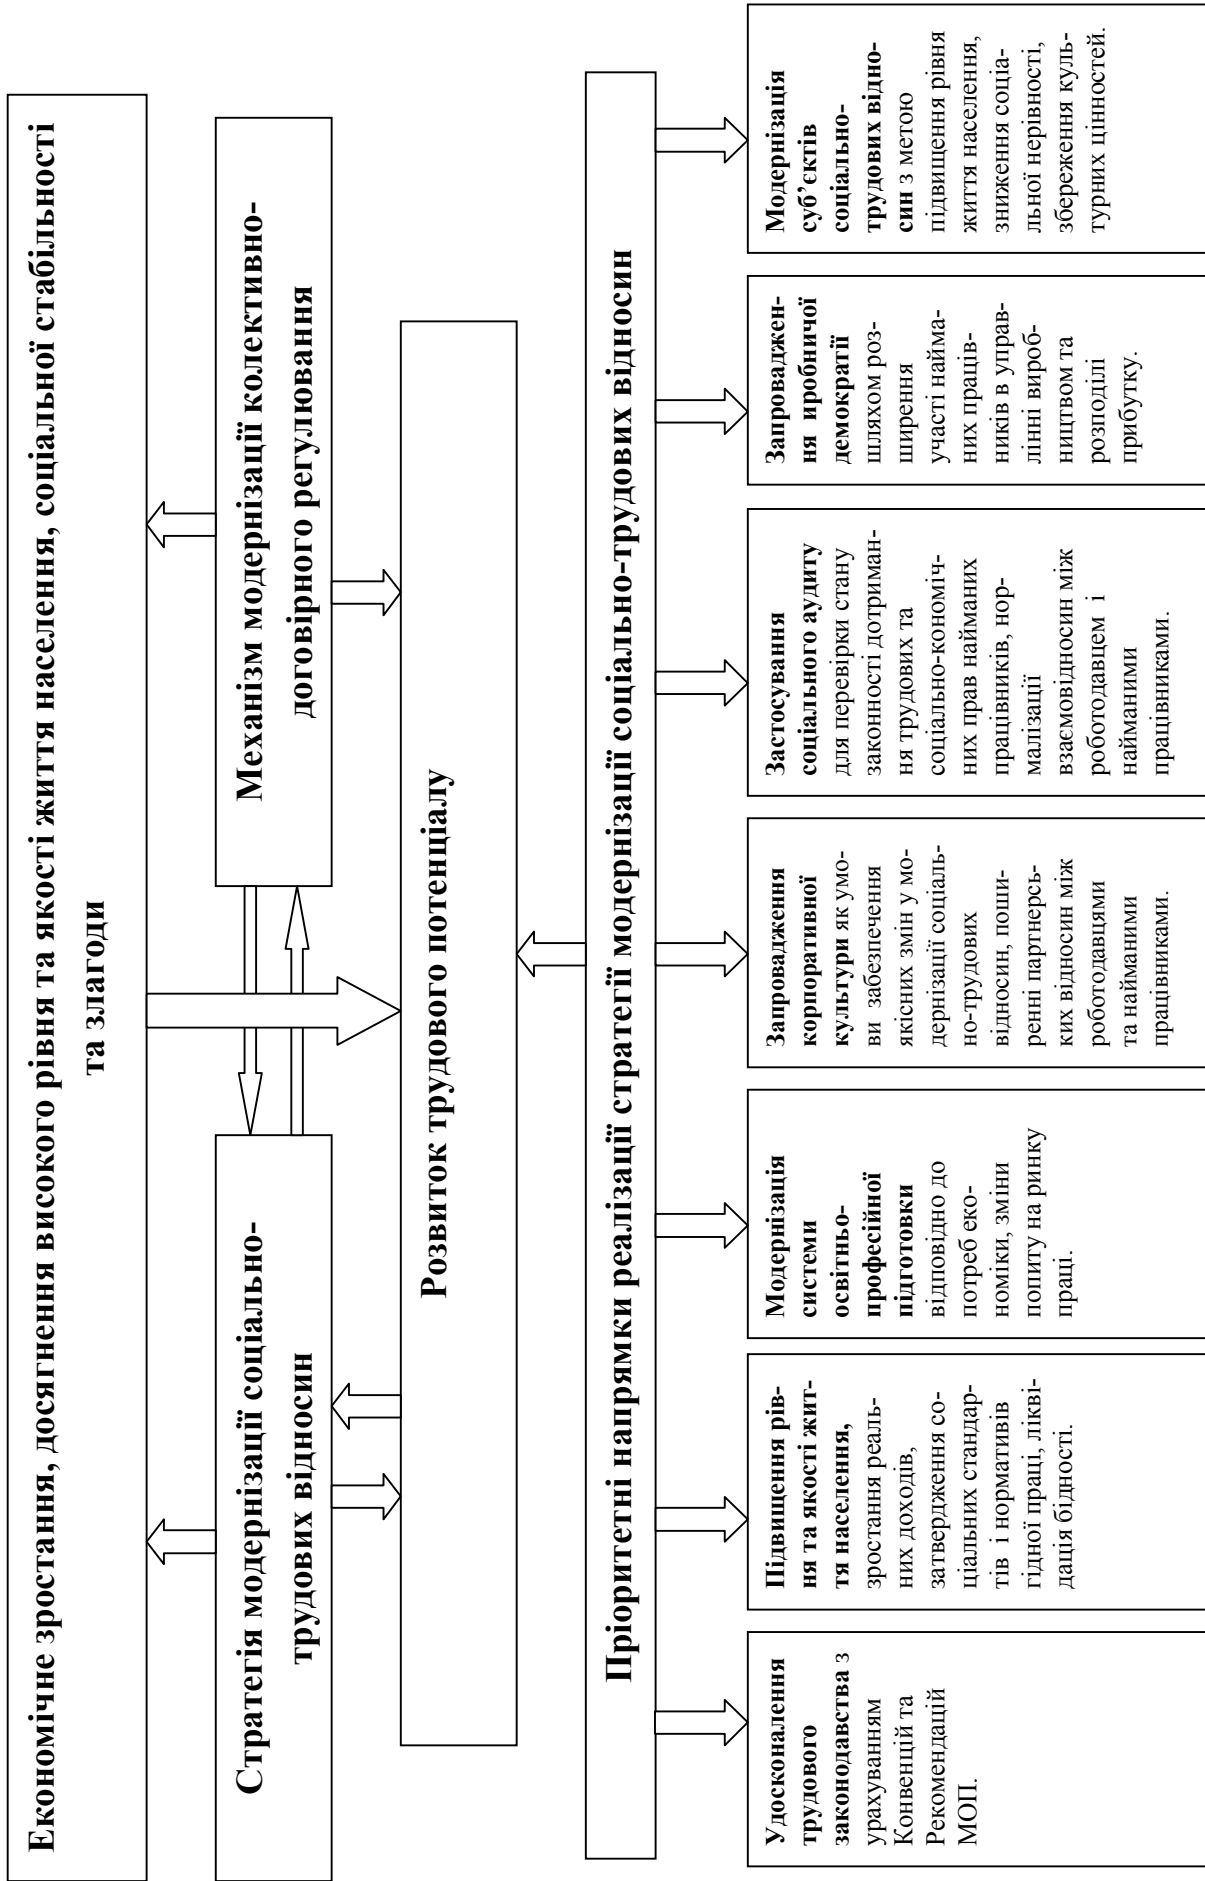 Економічне зростання, досягнення високого рівня та якості життя населення, соціальної стабільності
та злагоди
Стратегія модернізації соціально-
трудових відносин
Механізм модернізації колективно-
договірного регулювання
Розвиток трудового потенціалу
Пріоритетні напрямки реалізації стратегії модернізації соціально-трудових відносин
Удосконалення
трудового
законодавства з
урахуванням
Конвенцій та
Рекомендацій
МОП.
Підвищення рів-
ня та якості жит-
тя населення,
зростання реаль-
них доходів,
затвердження со-
ціальних стандар-
тів і нормативів
гідної праці, лікві-
дація бідності.
Модернізація
системи
освітньо-
професійної
підготовки
відповідно до
потреб еко-
номіки, зміни
попиту на ринку
праці.
Запровадження
корпоративної
культури як умо-
ви забезпечення
якісних змін у мо-
дернізації соціаль-
но-трудових
відносин, поши-
ренні партнерсь-
ких відносин між
роботодавцями
та найманими
працівниками.
Застосування
соціального аудиту
для перевірки стану
законності дотриман-
ня трудових та
соціально-кономіч-
них прав найманих
працівників, нор-
малізації
взаємовідносин між
роботодавцем і
найманими
працівниками.
Запроваджен-
ня иробничої
демократії
шляхом роз-
ширення
участі найма-
них праців-
ників в управ-
лінні вироб-
ництвом та
розподілі
прибутку.
Модернізація
суб’єктів
соціально-
трудових відно-
син з метою
підвищення рівня
життя населення,
зниження соціа-
льної нерівності,
збереження куль-
турних цінностей.